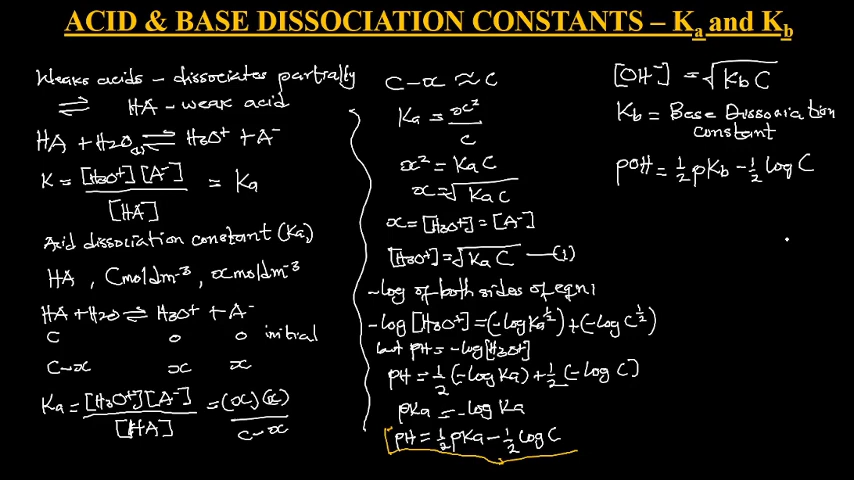 ACID & BASE DISSOCIATION CONSTANTS – Ka and Kb
Weaks acids - dissociates partially
⇌ HA - weak acid
HA + H2O(l) ⇌ H3O+ + A-
K = [H3O+][A-] / [HA] = Ka
Acid dissociation constant (Ka)
HA, C moldm-3, x moldm-3
HA + H2O ⇌ H3O+ + A-
C 0 0 initial
C-x x x
Ka = [H3O+][A-] / [HA] = (x)(x) / C-x
C-x ≈ C
Ka = x² / C
x² = Ka C
x = √Ka C
x = [H3O+] = [A-]
[H3O+] = √Ka C —(1)
-log of both sides of eqn 1
-log [H3O+] = (-log Ka^½) + (-log C^½)
but pH = -log[H3O+]
pH = ½(-log Ka) + ½(-log C]
pKa = -log Ka
pH = ½ pKa - ½ log C
[OH-] = √Kb C
Kb = Base Dissociation
constant
pOH = ½ pKb - ½ log C